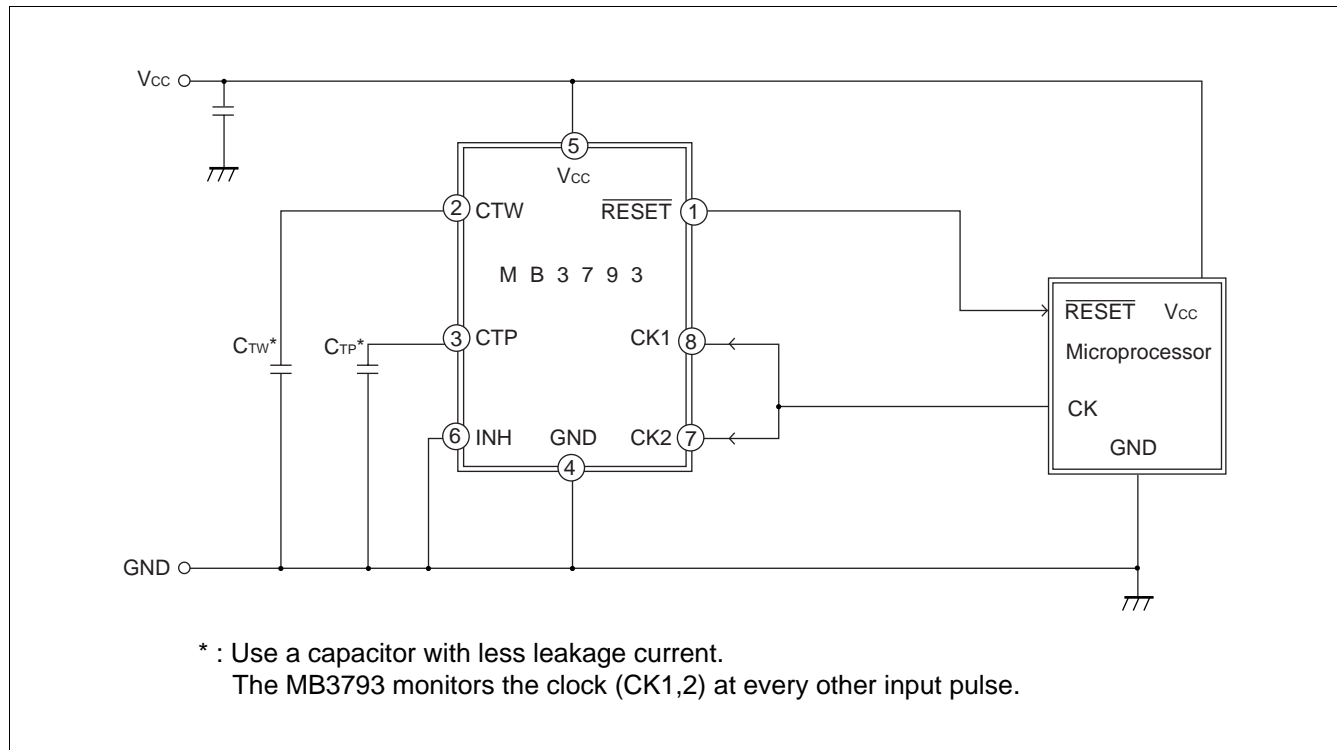 Vcc
5
Vcc
2 CTW
RESET 1
M B 3 7 9 3
RESET Vcc
CTW*
CTP*
3 CTP
CK1 8
Microprocessor
CK
6 INH
GND
CK2 7
GND
4
GND
* : Use a capacitor with less leakage current.
The MB3793 monitors the clock (CK1,2) at every other input pulse.